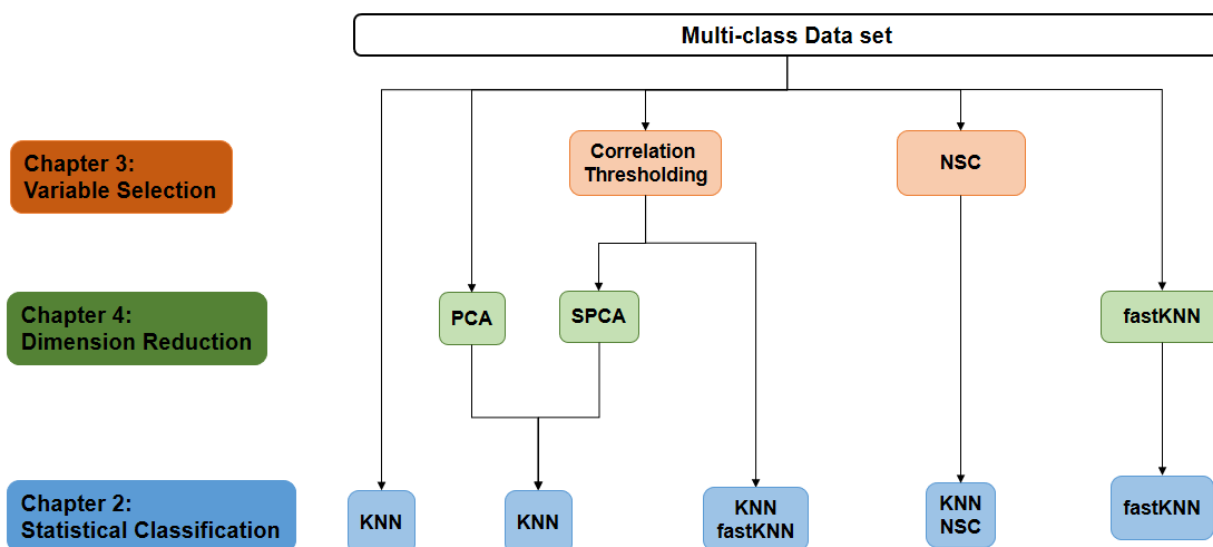 Multi-class Data set
Chapter 3:
Variable Selection
Correlation
Thresholding
NSC
Chapter 4:
Dimension Reduction
PCA
SPCA
fastKNN
Chapter 2:
Statistical Classification
KNN
KNN
KNN
fastKNN
KNN
NSC
fastKNN